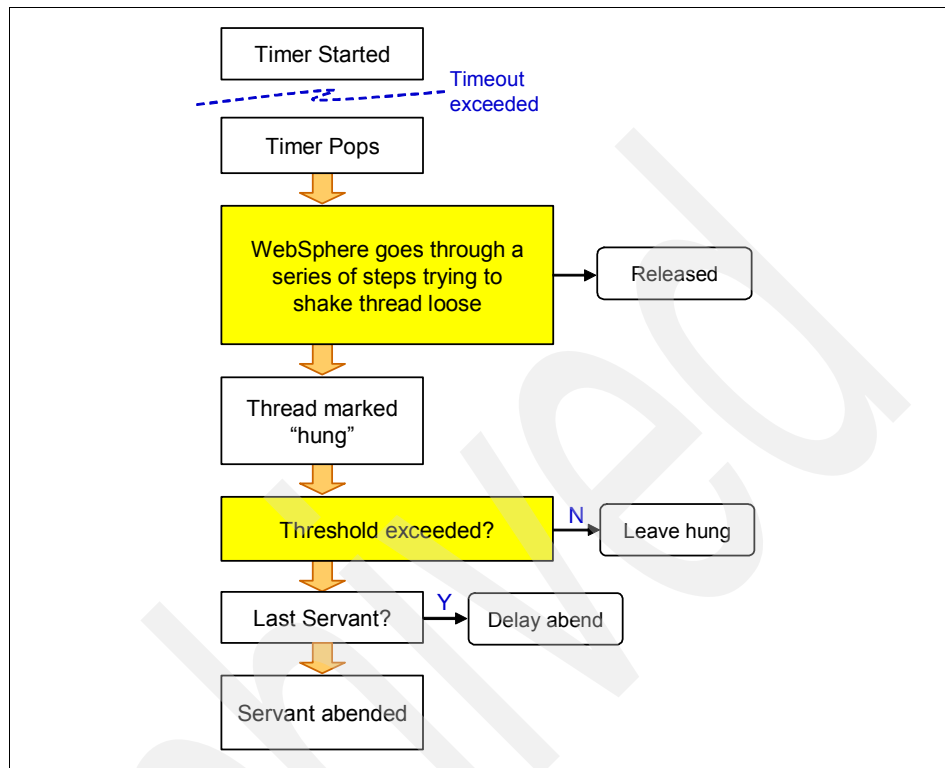 Timer Started
Timeout
exceeded
Timer Pops
WebSphere goes through a
series of steps trying to
shake thread loose
Released
Thread marked
“hung”
Threshold exceeded?
N
Leave hung
Last Servant?
Y
Delay abend
Servant abended